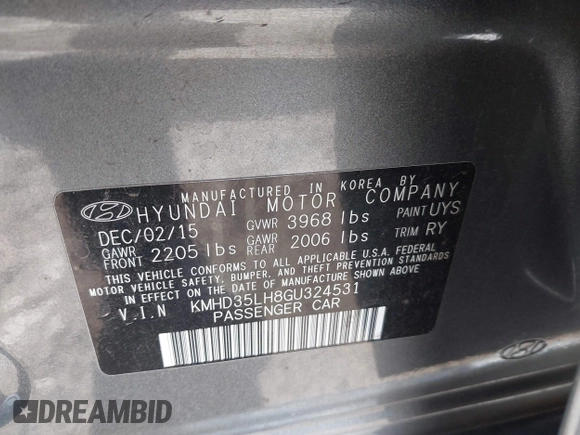 MANUFACTURED IN KOREA BY
HYUNDAI MOTOR COMPANY
DEC/02/15 GVWR 3968 lbs PAINT UYS
GAWR FRONT 2205 lbs GAWR REAR 2006 lbs TRIM RY
THIS VEHICLE CONFORMS TO ALL APPLICABLE U.S.A. FEDERAL
MOTOR VEHICLE SAFETY, BUMPER, AND THEFT PREVENTION STANDARDS
IN EFFECT ON THE DATE OF MANUFACTURE SHOWN ABOVE.
V.I.N KMHD35LH8GU324531
PASSENGER CAR
DREAMBID